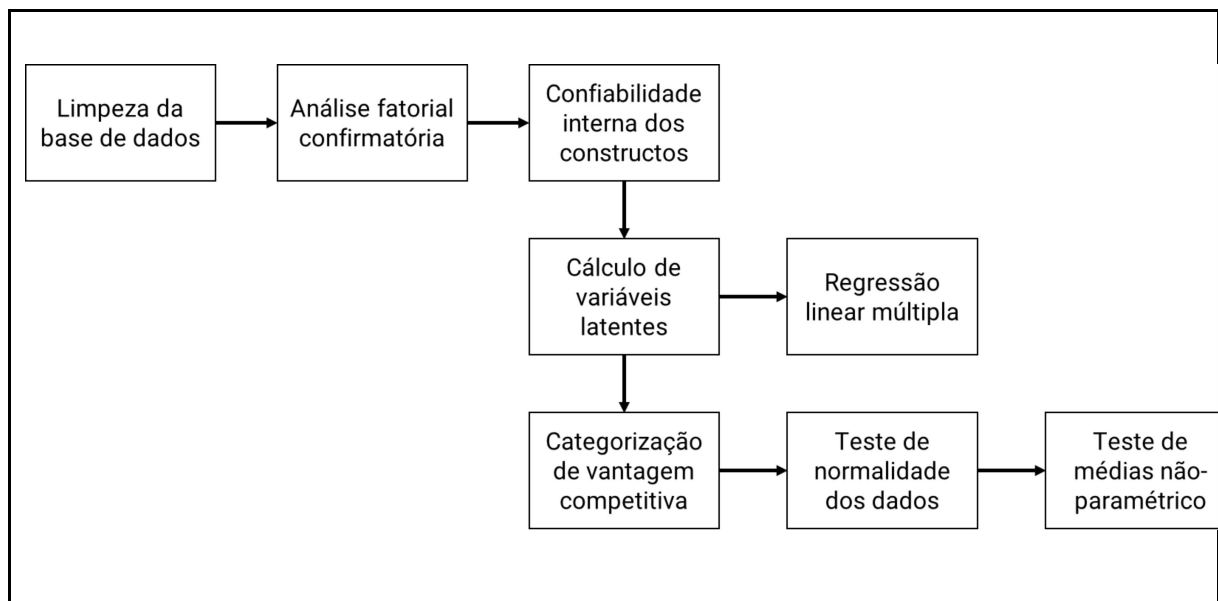 Limpeza da
base de dados
Análise fatorial
confirmatória
Confiabilidade
interna dos
constructos
Cálculo de
variáveis
latentes
Regressão
linear múltipla
Categorização
de vantagem
competitiva
Teste de
normalidade
dos dados
Teste de
médias não-
paramétrico